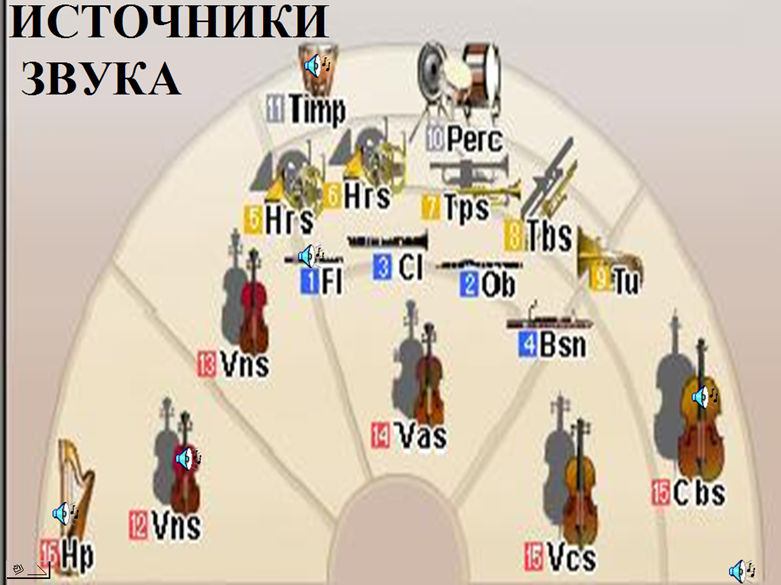 ИСТОЧНИКИ
ЗВУКА
11 Timp
10 Perc
6 Hrs
5 Hrs
7 Tps
8 Tbs
9 Tu
1 Fl
3 Cl
2 Ob
4 Bsn
13 Vns
14 Vas
15 Cbs
12 Vns
16 Hp
15 Vcs